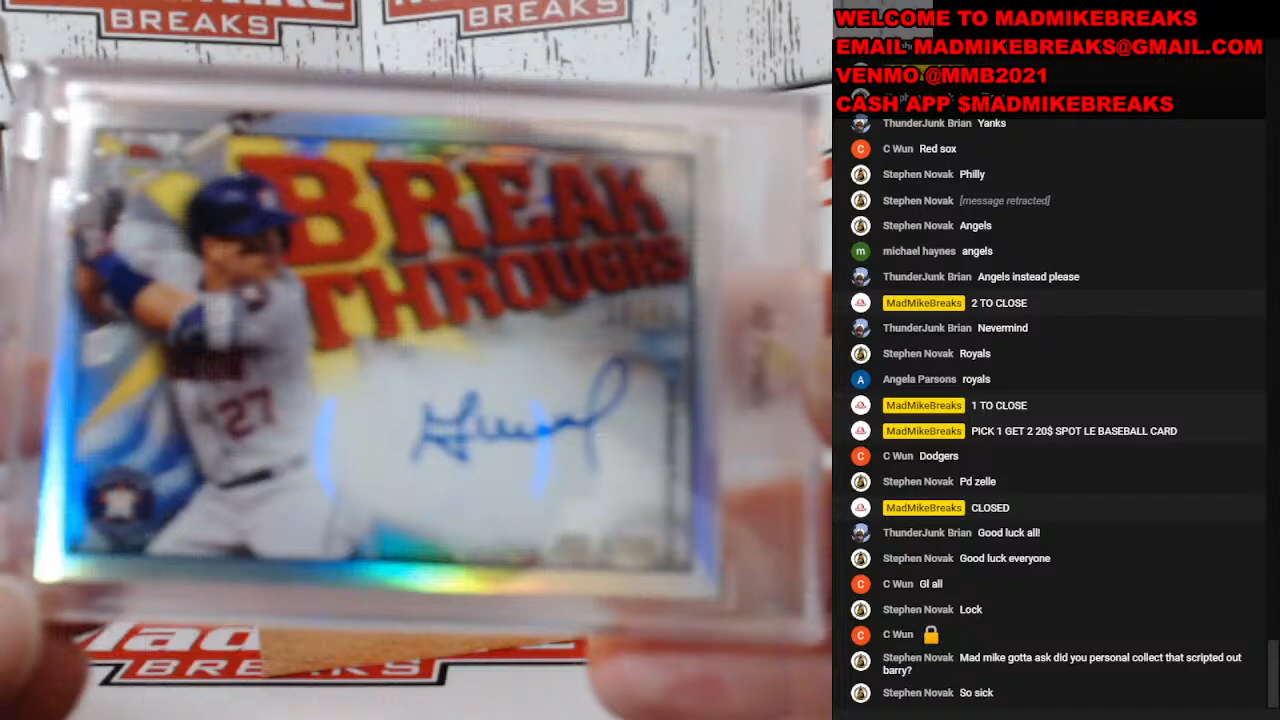 BREAKS
BREAKS
BREAK
THROUGHS
27
Mad
BREAKS
WELCOME TO MADMIKEBREAKS
EMAIL MADMIKEBREAKS@GMAIL.COM
VENMO @MMB2021
CASH APP $MADMIKEBREAKS
ThunderJunk Brian Yanks
C C Wun Red sox
Stephen Novak Philly
Stephen Novak [message retracted]
Stephen Novak Angels
m michael haynes angels
ThunderJunk Brian Angels instead please
MadMikeBreaks 2 TO CLOSE
ThunderJunk Brian Nevermind
Stephen Novak Royals
A Angela Parsons royals
MadMikeBreaks 1 TO CLOSE
MadMikeBreaks PICK 1 GET 2 20$ SPOT LE BASEBALL CARD
C C Wun Dodgers
Stephen Novak Pd zelle
MadMikeBreaks CLOSED
ThunderJunk Brian Good luck all!
Stephen Novak Good luck everyone
C C Wun Gl all
Stephen Novak Lock
C C Wun 🔒
Stephen Novak Mad mike gotta ask did you personal collect that scripted out
barry?
Stephen Novak So sick